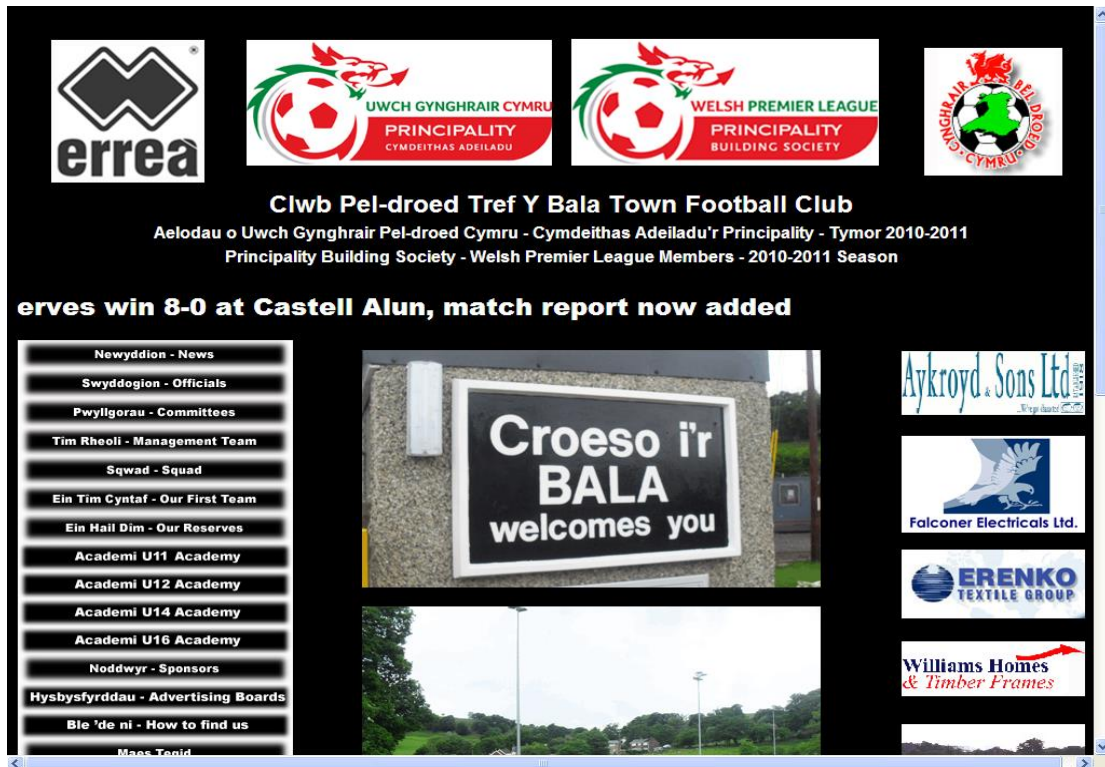 errea
UWCH GYNGHRAIR CYMRU
PRINCIPALITY
CYMDEITHAS ADEILADU
WELSH PREMIER LEAGUE
PRINCIPALITY
BUILDING SOCIETY
CYNGHRAIR BÊL DROED CYMRU
Clwb Pel-droed Tref Y Bala Town Football Club
Aelodau o Uwch Gynghrair Pel-droed Cymru - Cymdeithas Adeiladu'r Principality - Tymor 2010-2011
Principality Building Society - Welsh Premier League Members - 2010-2011 Season
erves win 8-0 at Castell Alun, match report now added
Newyddion - News
Swyddogion - Officials
Pwyllgorau - Committees
Tim Rheoli - Management Team
Sqwad - Squad
Ein Tim Cyntaf - Our First Team
Ein Hail Dim - Our Reserves
Academi U11 Academy
Academi U12 Academy
Academi U14 Academy
Academi U16 Academy
Noddwyr - Sponsors
Hysbysfyrddau - Advertising Boards
Ble 'de ni - How to find us
Maes Tegid
Croeso i'r
BALA
welcomes you
Aykroyd & Sons Ltd
Falconer Electricals Ltd.
ERENKO
TEXTILE GROUP
Williams Homes
& Timber Frames